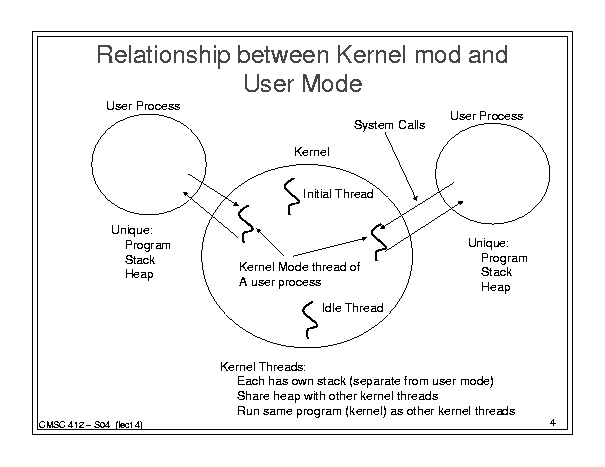 Relationship between Kernel mod and
User Mode
User Process
System Calls
User Process
Kernel
Initial Thread
Unique:
Program
Stack
Heap
Unique:
Program
Stack
Heap
Kernel Mode thread of
A user process
Idle Thread
Kernel Threads:
Each has own stack (separate from user mode)
Share heap with other kernel threads
Run same program (kernel) as other kernel threads
CMSC 412 – S04 (lect 4)
4